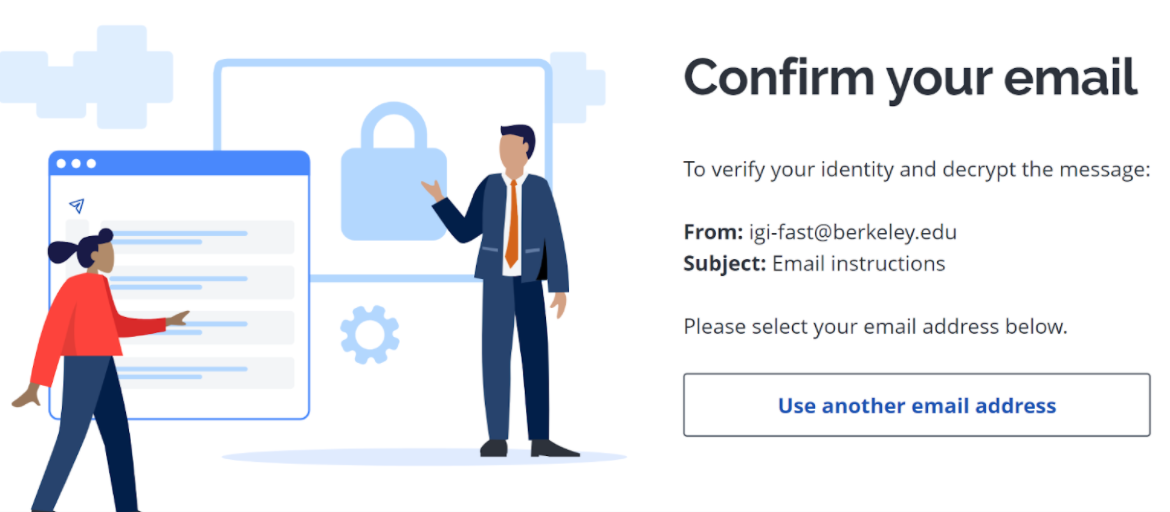 Confirm your email
To verify your identity and decrypt the message:
From: igi-fast@berkeley.edu
Subject: Email instructions
Please select your email address below.
Use another email address